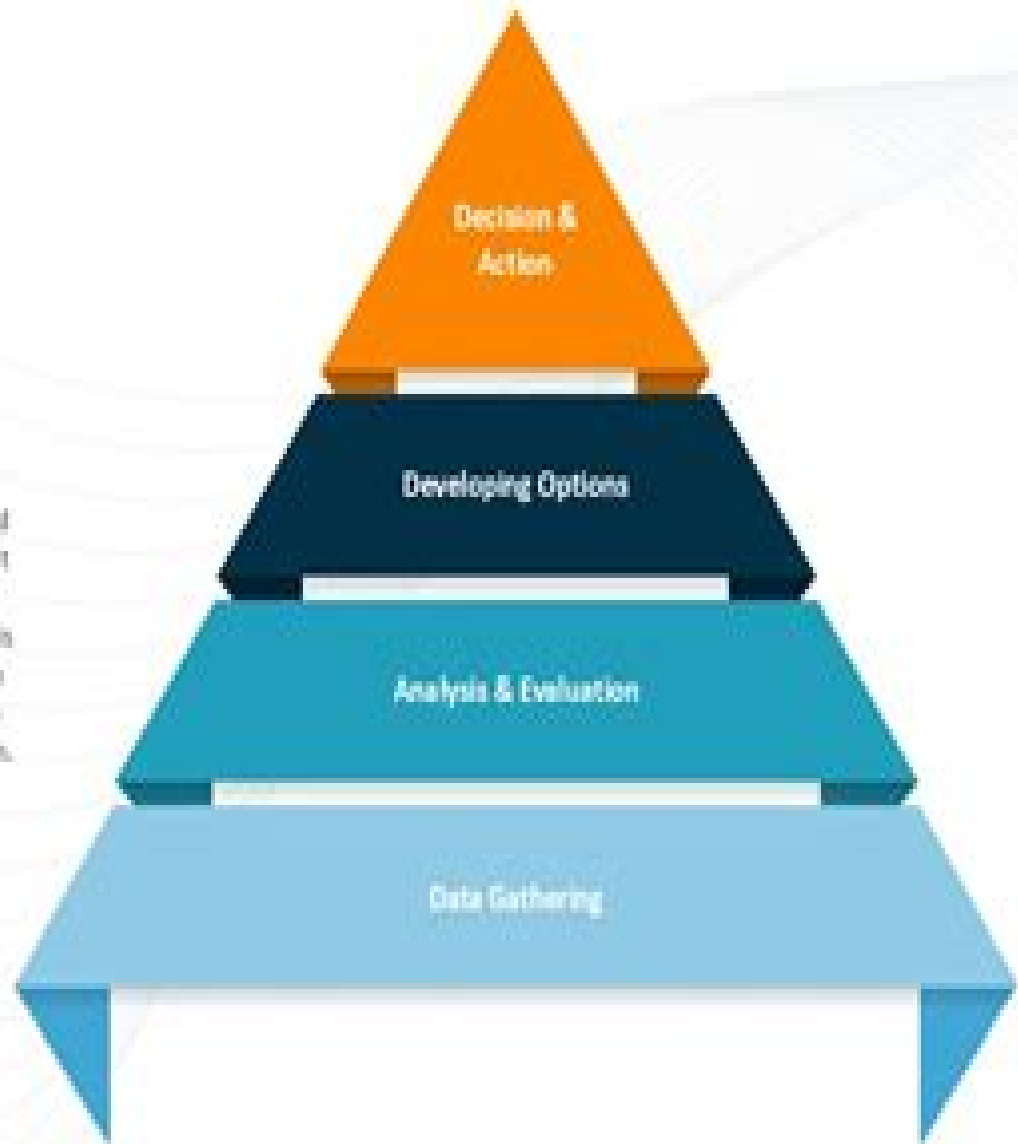 Decision &
Action
Developing Options
Analysis & Evaluation
Data Gathering